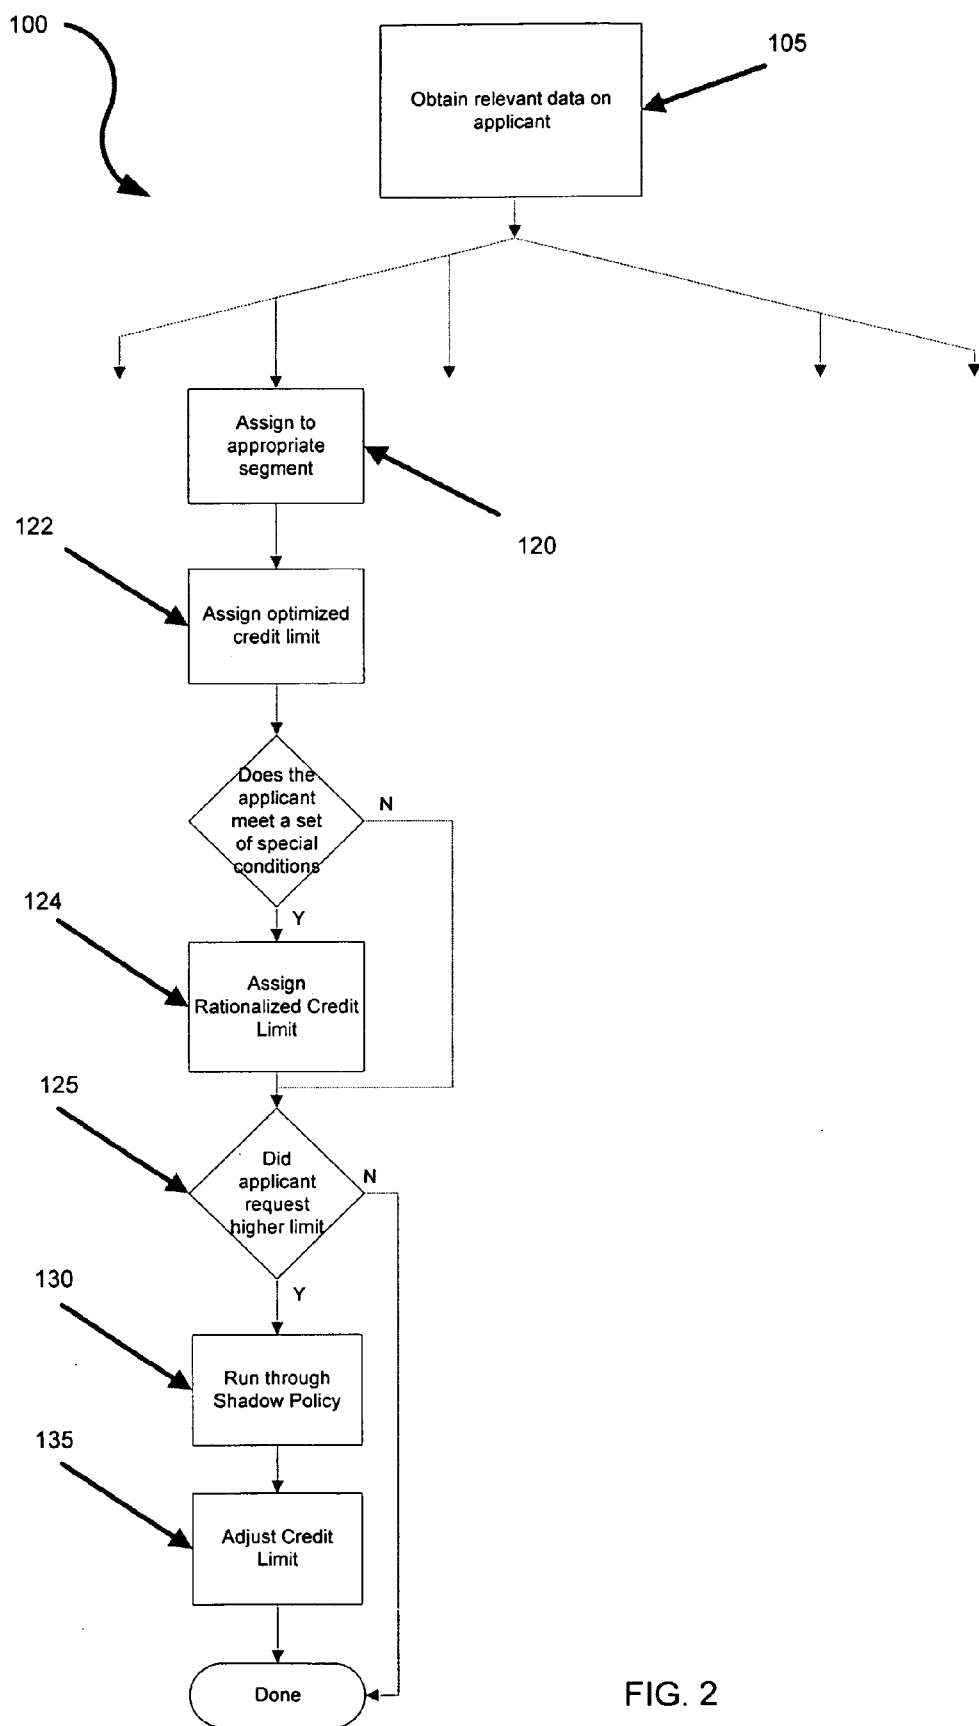 100
105
Obtain relevant data on
applicant
Assign to
appropriate
segment
120
122
Assign optimized
credit limit
Does the
applicant
meet a set
of special
conditions
N
Y
124
Assign
Rationalized Credit
Limit
125
Did
applicant
request
higher limit
N
Y
130
Run through
Shadow Policy
135
Adjust Credit
Limit
Done
FIG. 2